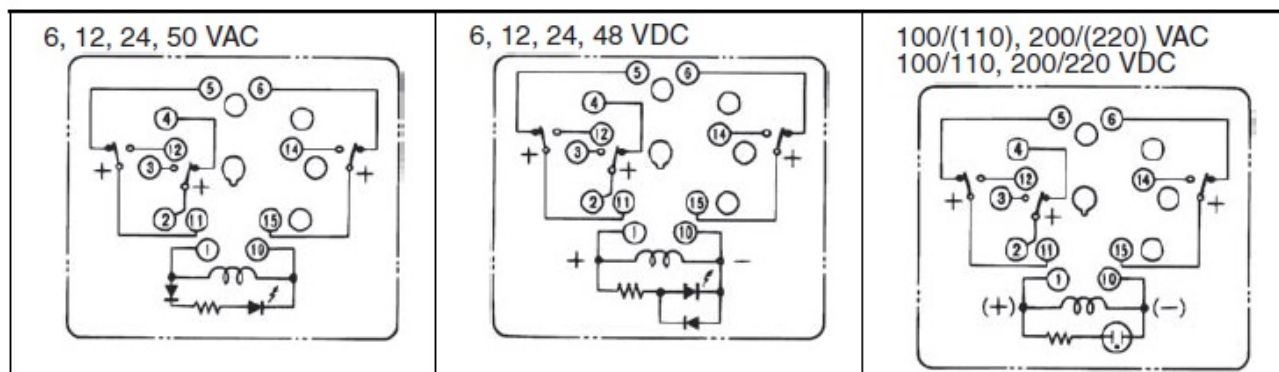 6, 12, 24, 50 VAC
5 6
4
12 14
3
+ + +
2 11 15
1 10
6, 12, 24, 48 VDC
5 6
4
12 14
3
+ + +
2 11 15
1 10
+ −
100/(110), 200/(220) VAC
100/110, 200/220 VDC
5 6
4
12 14
3
+ + +
2 11 15
1 10
(+) (−)